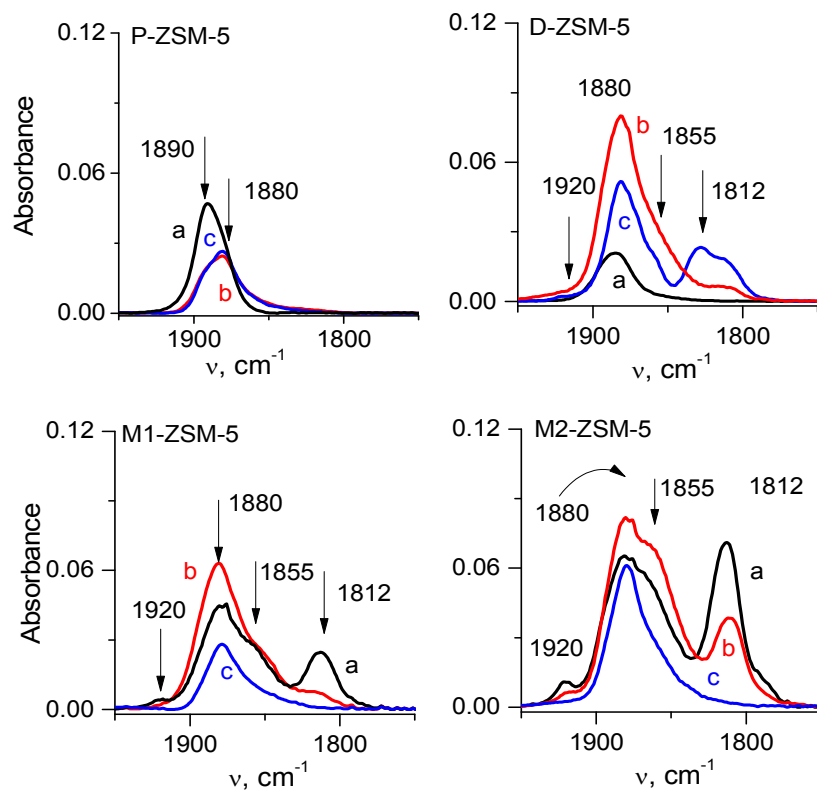 P-ZSM-5
0.12
0.06
0.00
Absorbance
1890
1880
a
c
b
1900
1800
ν, cm-1
D-ZSM-5
0.12
0.06
0.00
1880
b
1855
1920
1812
c
a
1900
1800
ν, cm-1
M1-ZSM-5
0.12
0.06
0.00
Absorbance
1880
b
1855
1920
1812
a
c
1900
1800
ν, cm-1
M2-ZSM-5
0.12
0.06
0.00
1855
1812
1880
a
1920
b
c
1900
1800
ν, cm-1